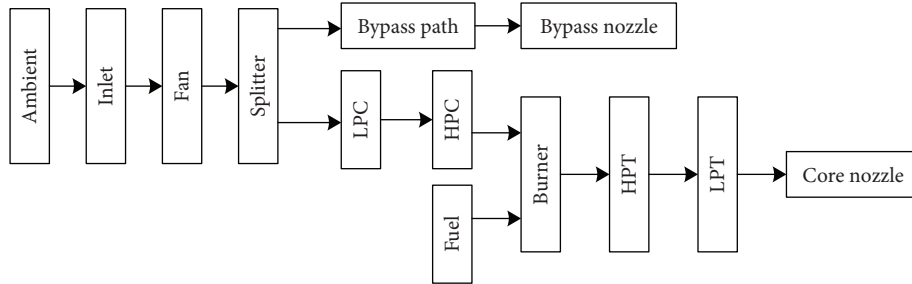 Ambient
Inlet
Fan
Splitter
Bypass path
Bypass nozzle
LPC
HPC
Fuel
Burner
HPT
LPT
Core nozzle